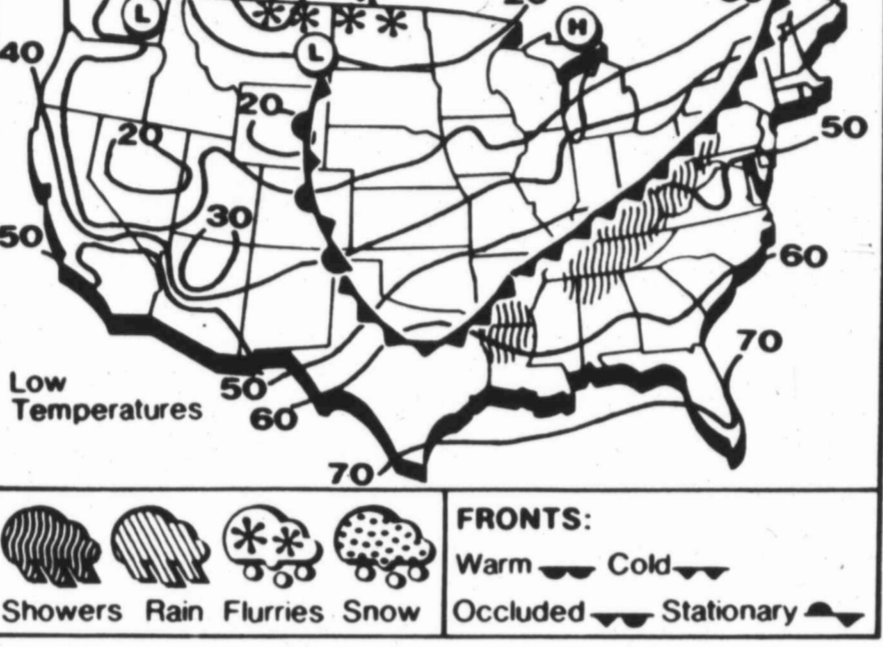 L
H
L
40
20
20
50
30
50
60
70
Low
Temperatures
50
60
70
FRONTS:
Warm Cold
Showers Rain Flurries Snow
Occluded Stationary